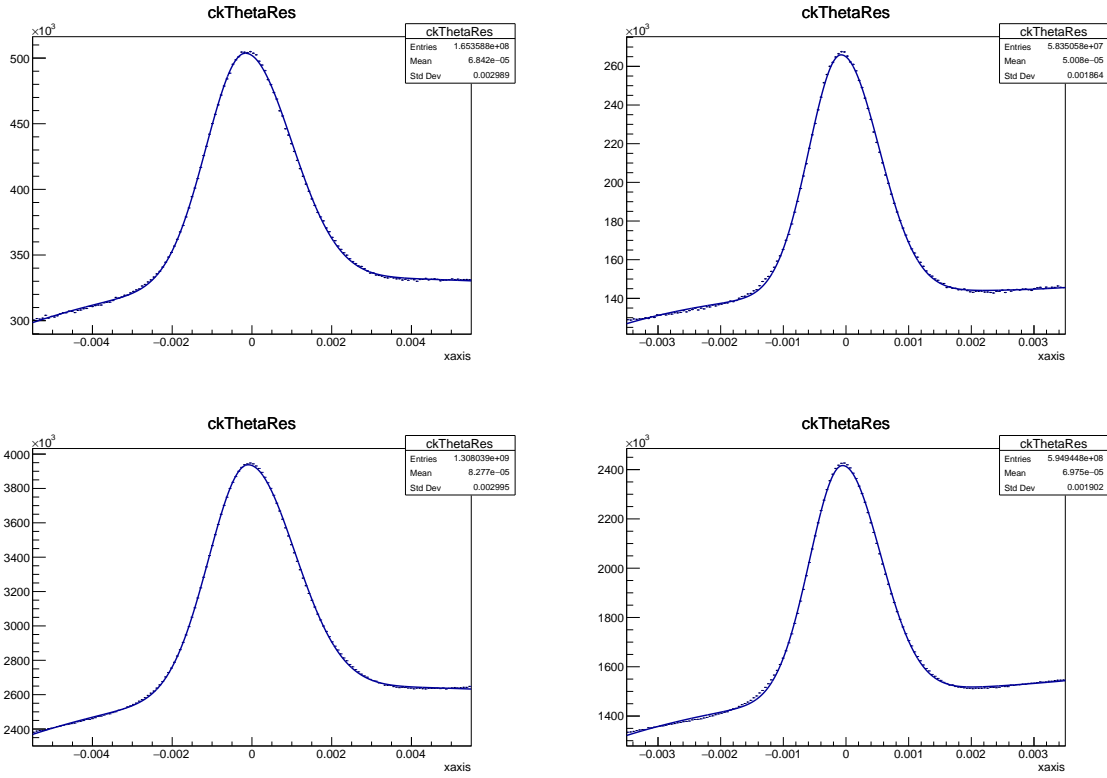 ckThetaRes
×10³
ckThetaRes
Entries 1.653588e+08
Mean 6.842e−05
Std Dev 0.002989
500
450
400
350
300
−0.004 −0.002 0 0.002 0.004
xaxis
ckThetaRes
×10³
ckThetaRes
Entries 5.835058e+07
Mean 5.008e−05
Std Dev 0.001864
260
240
220
200
180
160
140
−0.003 −0.002 −0.001 0 0.001 0.002 0.003
xaxis
ckThetaRes
×10³
ckThetaRes
Entries 1.308039e+09
Mean 8.277e−05
Std Dev 0.002995
4000
3800
3600
3400
3200
3000
2800
2600
2400
−0.004 −0.002 0 0.002 0.004
xaxis
ckThetaRes
×10³
ckThetaRes
Entries 5.949448e+08
Mean 6.975e−05
Std Dev 0.001902
2400
2200
2000
1800
1600
1400
−0.003 −0.002 −0.001 0 0.001 0.002 0.003
xaxis